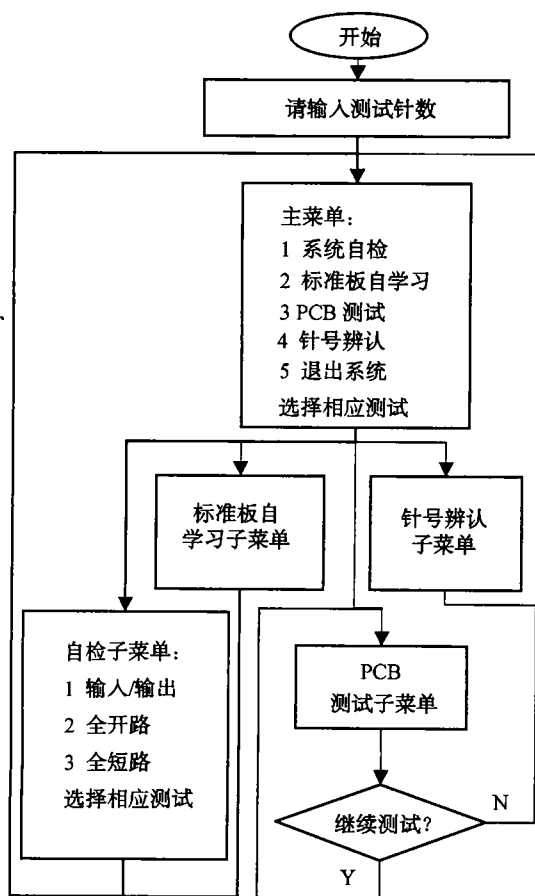 开始
请输入测试针数
主菜单：
1 系统自检
2 标准板自学习
3 PCB 测试
4 针号辨认
5 退出系统
选择相应测试
标准板自
学习子菜单
针号辨认
子菜单
自检子菜单：
1 输入/输出
2 全开路
3 全短路
选择相应测试
PCB
测试子菜单
继续测试？
N
Y